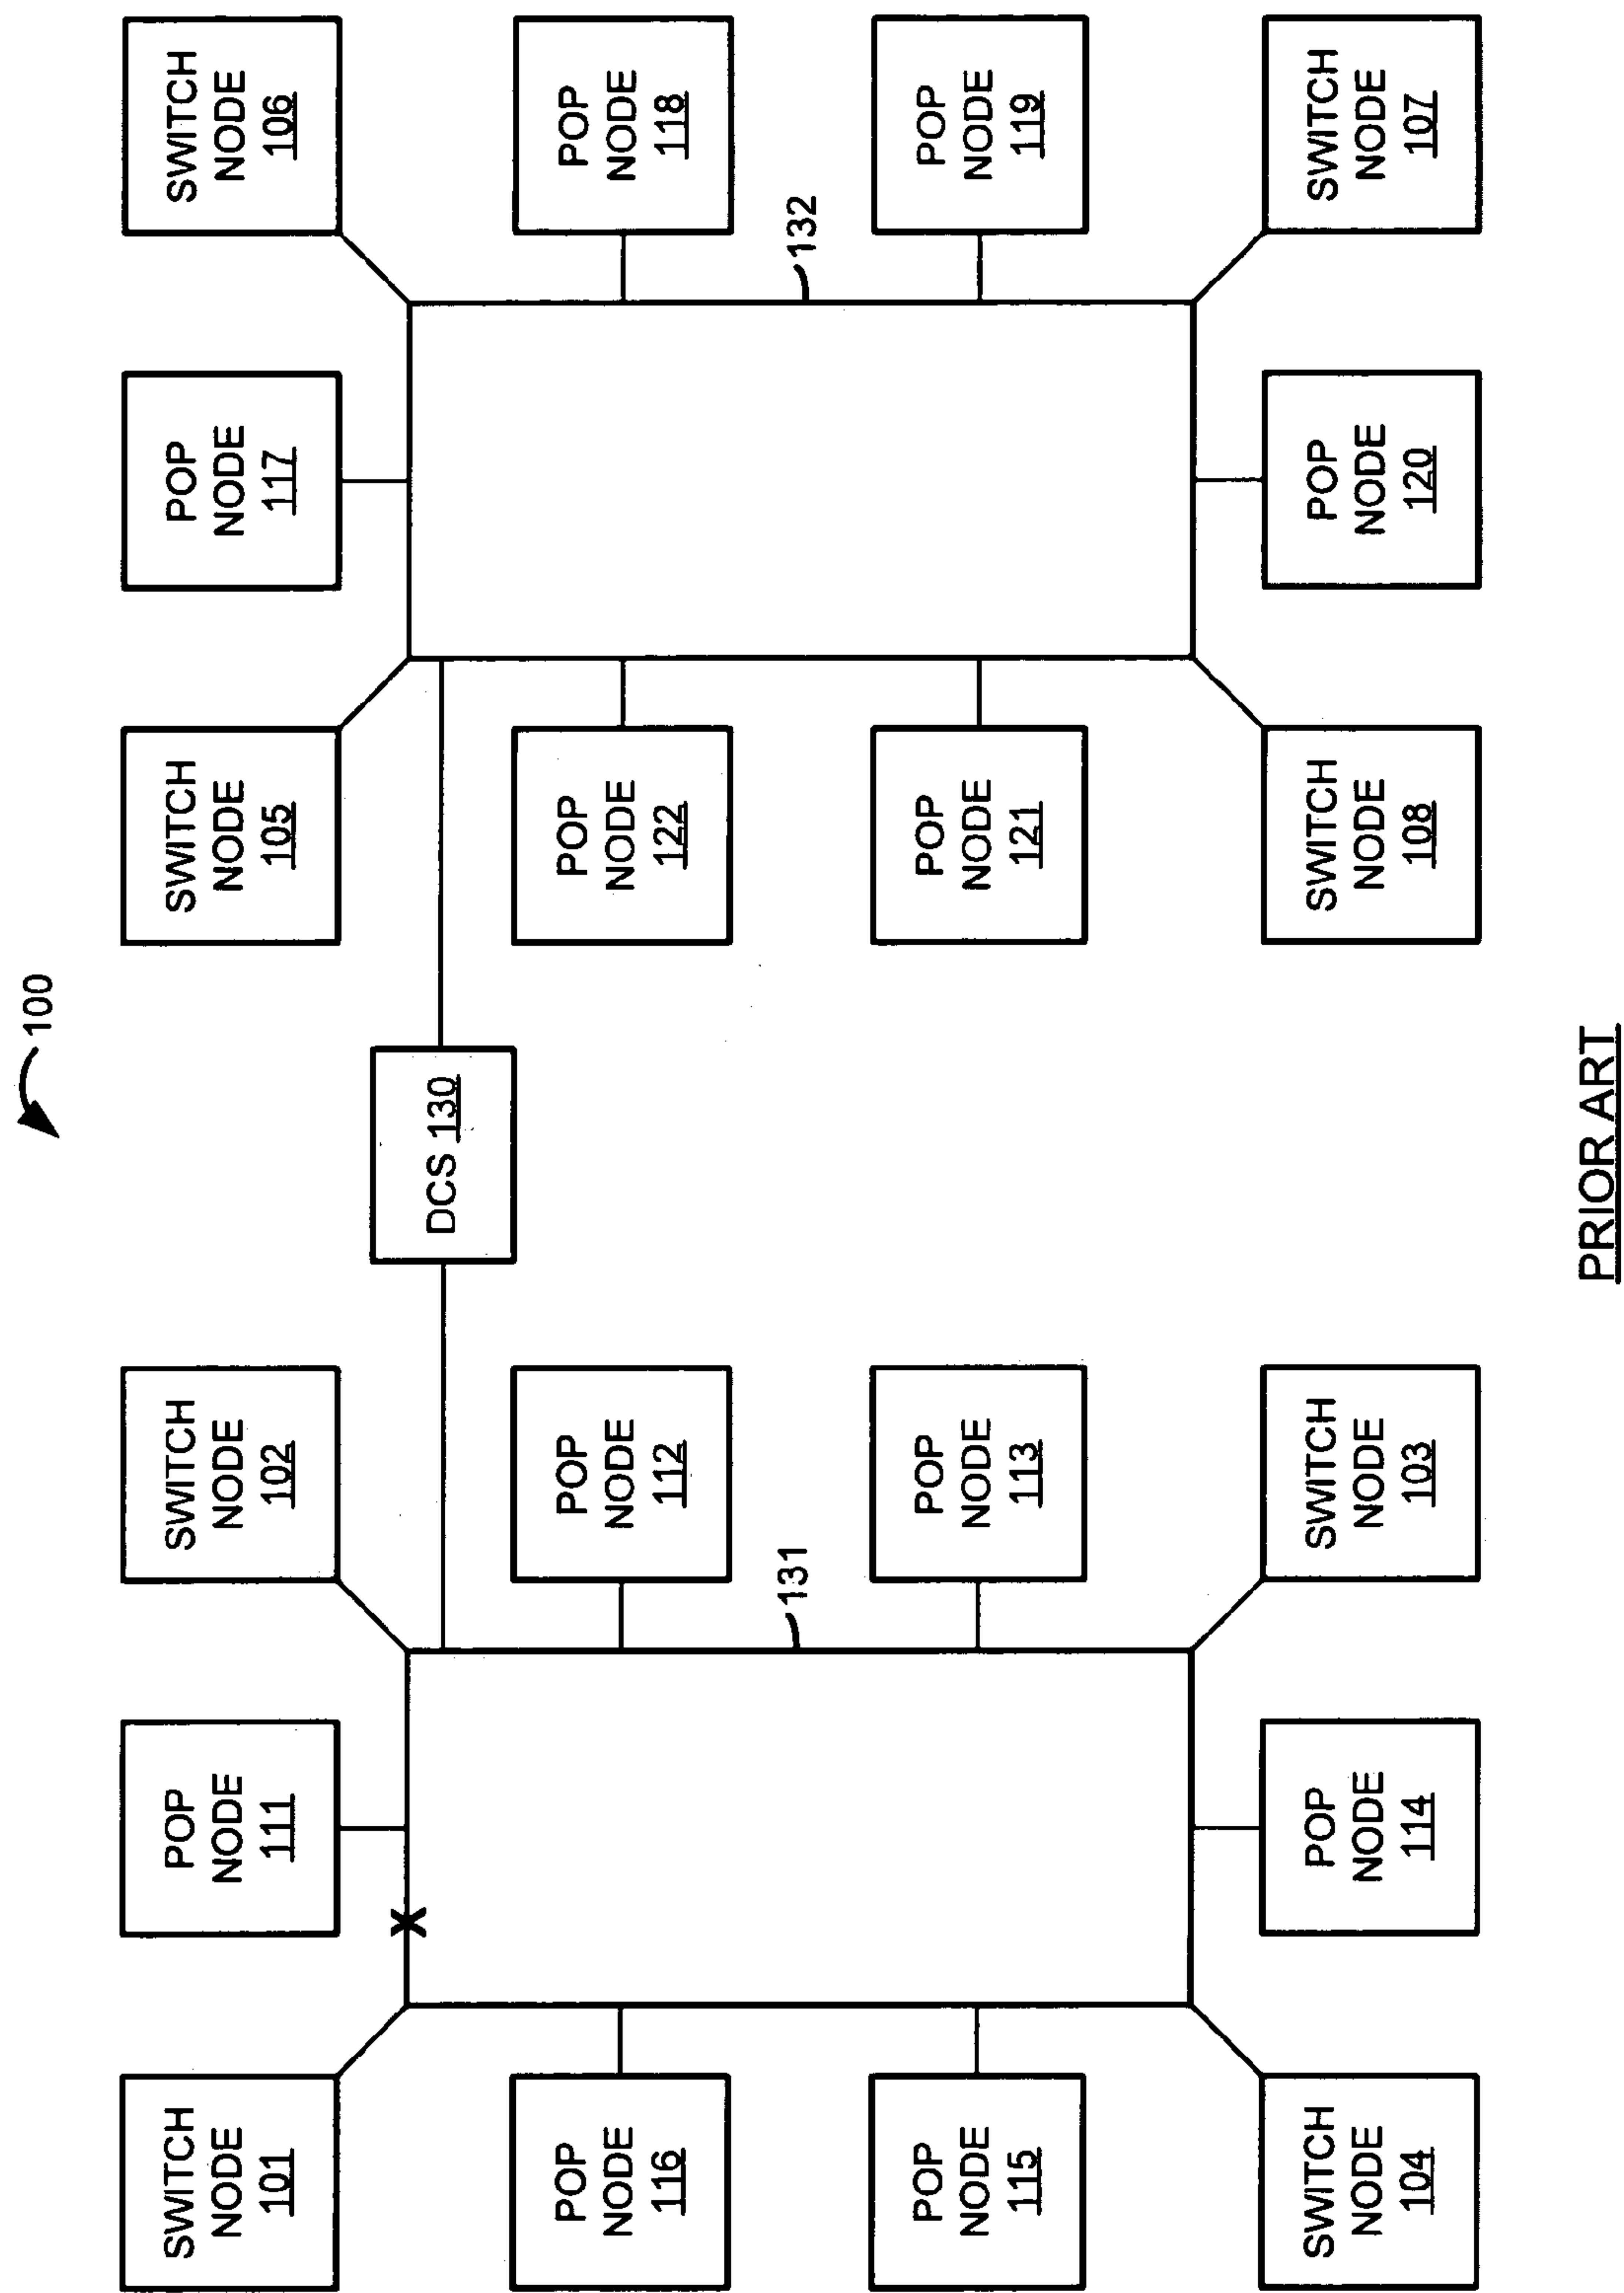 100
SWITCH
NODE
101
POP
NODE
111
SWITCH
NODE
102
DCS 130
SWITCH
NODE
105
POP
NODE
117
SWITCH
NODE
106
POP
NODE
116
POP
NODE
112
POP
NODE
122
POP
NODE
118
131
132
POP
NODE
115
POP
NODE
113
POP
NODE
121
POP
NODE
119
SWITCH
NODE
104
POP
NODE
114
SWITCH
NODE
103
SWITCH
NODE
108
POP
NODE
120
SWITCH
NODE
107
X
PRIOR ART